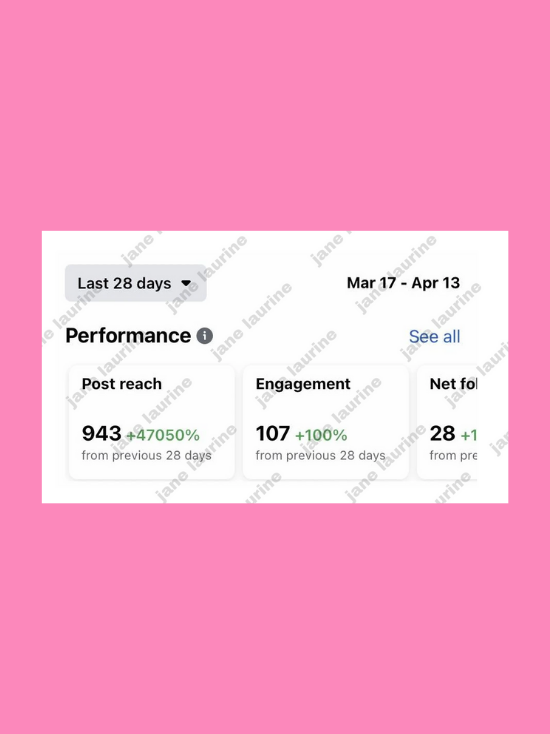 Last 28 days
Mar 17 - Apr 13
Performance
See all
Post reach
943 +47050%
from previous 28 days
Engagement
107 +100%
from previous 28 days
Net fol
28 +1
from pre
jane laurine